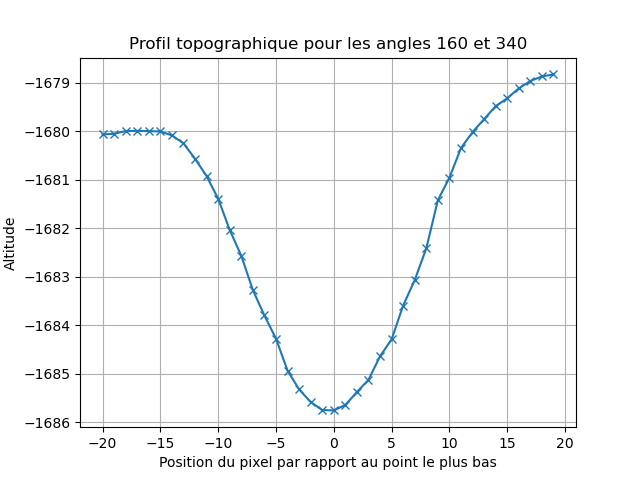 Profil topographique pour les angles 160 et 340
Altitude
−1679
−1680
−1681
−1682
−1683
−1684
−1685
−1686
−20 −15 −10 −5 0 5 10 15 20
Position du pixel par rapport au point le plus bas